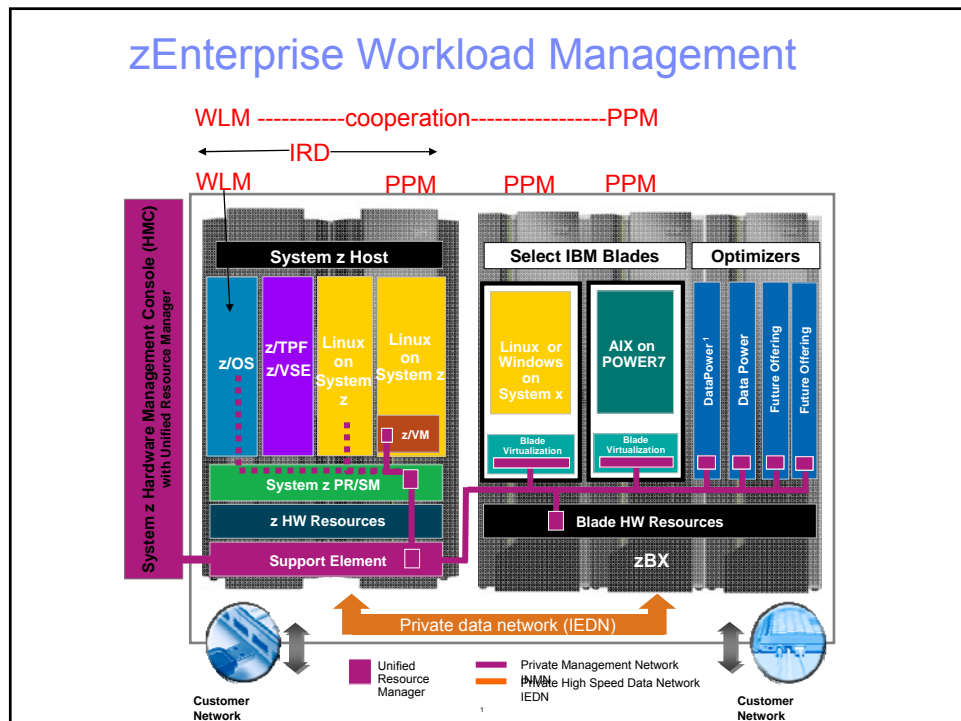 zEnterprise Workload Management
WLM -----------cooperation-----------------PPM
IRD
WLM
PPM
PPM
PPM
System z Hardware Management Console (HMC)
with Unified Resource Manager
System z Host
Select IBM Blades
Optimizers
z/OS
z/TPF
z/VSE
Linux
on
System
z
Linux
on
System z
z/VM
Linux or
Windows
on
System x
AIX on
POWER7
Blade
Virtualization
Blade
Virtualization
DataPower 1
Data Power
Future Offering
Future Offering
System z PR/SM
z HW Resources
Support Element
Blade HW Resources
zBX
Private data network (IEDN)
Customer
Network
Unified
Resource
Manager
Private Management Network
INMN
Private High Speed Data Network
IEDN
Customer
Network
1